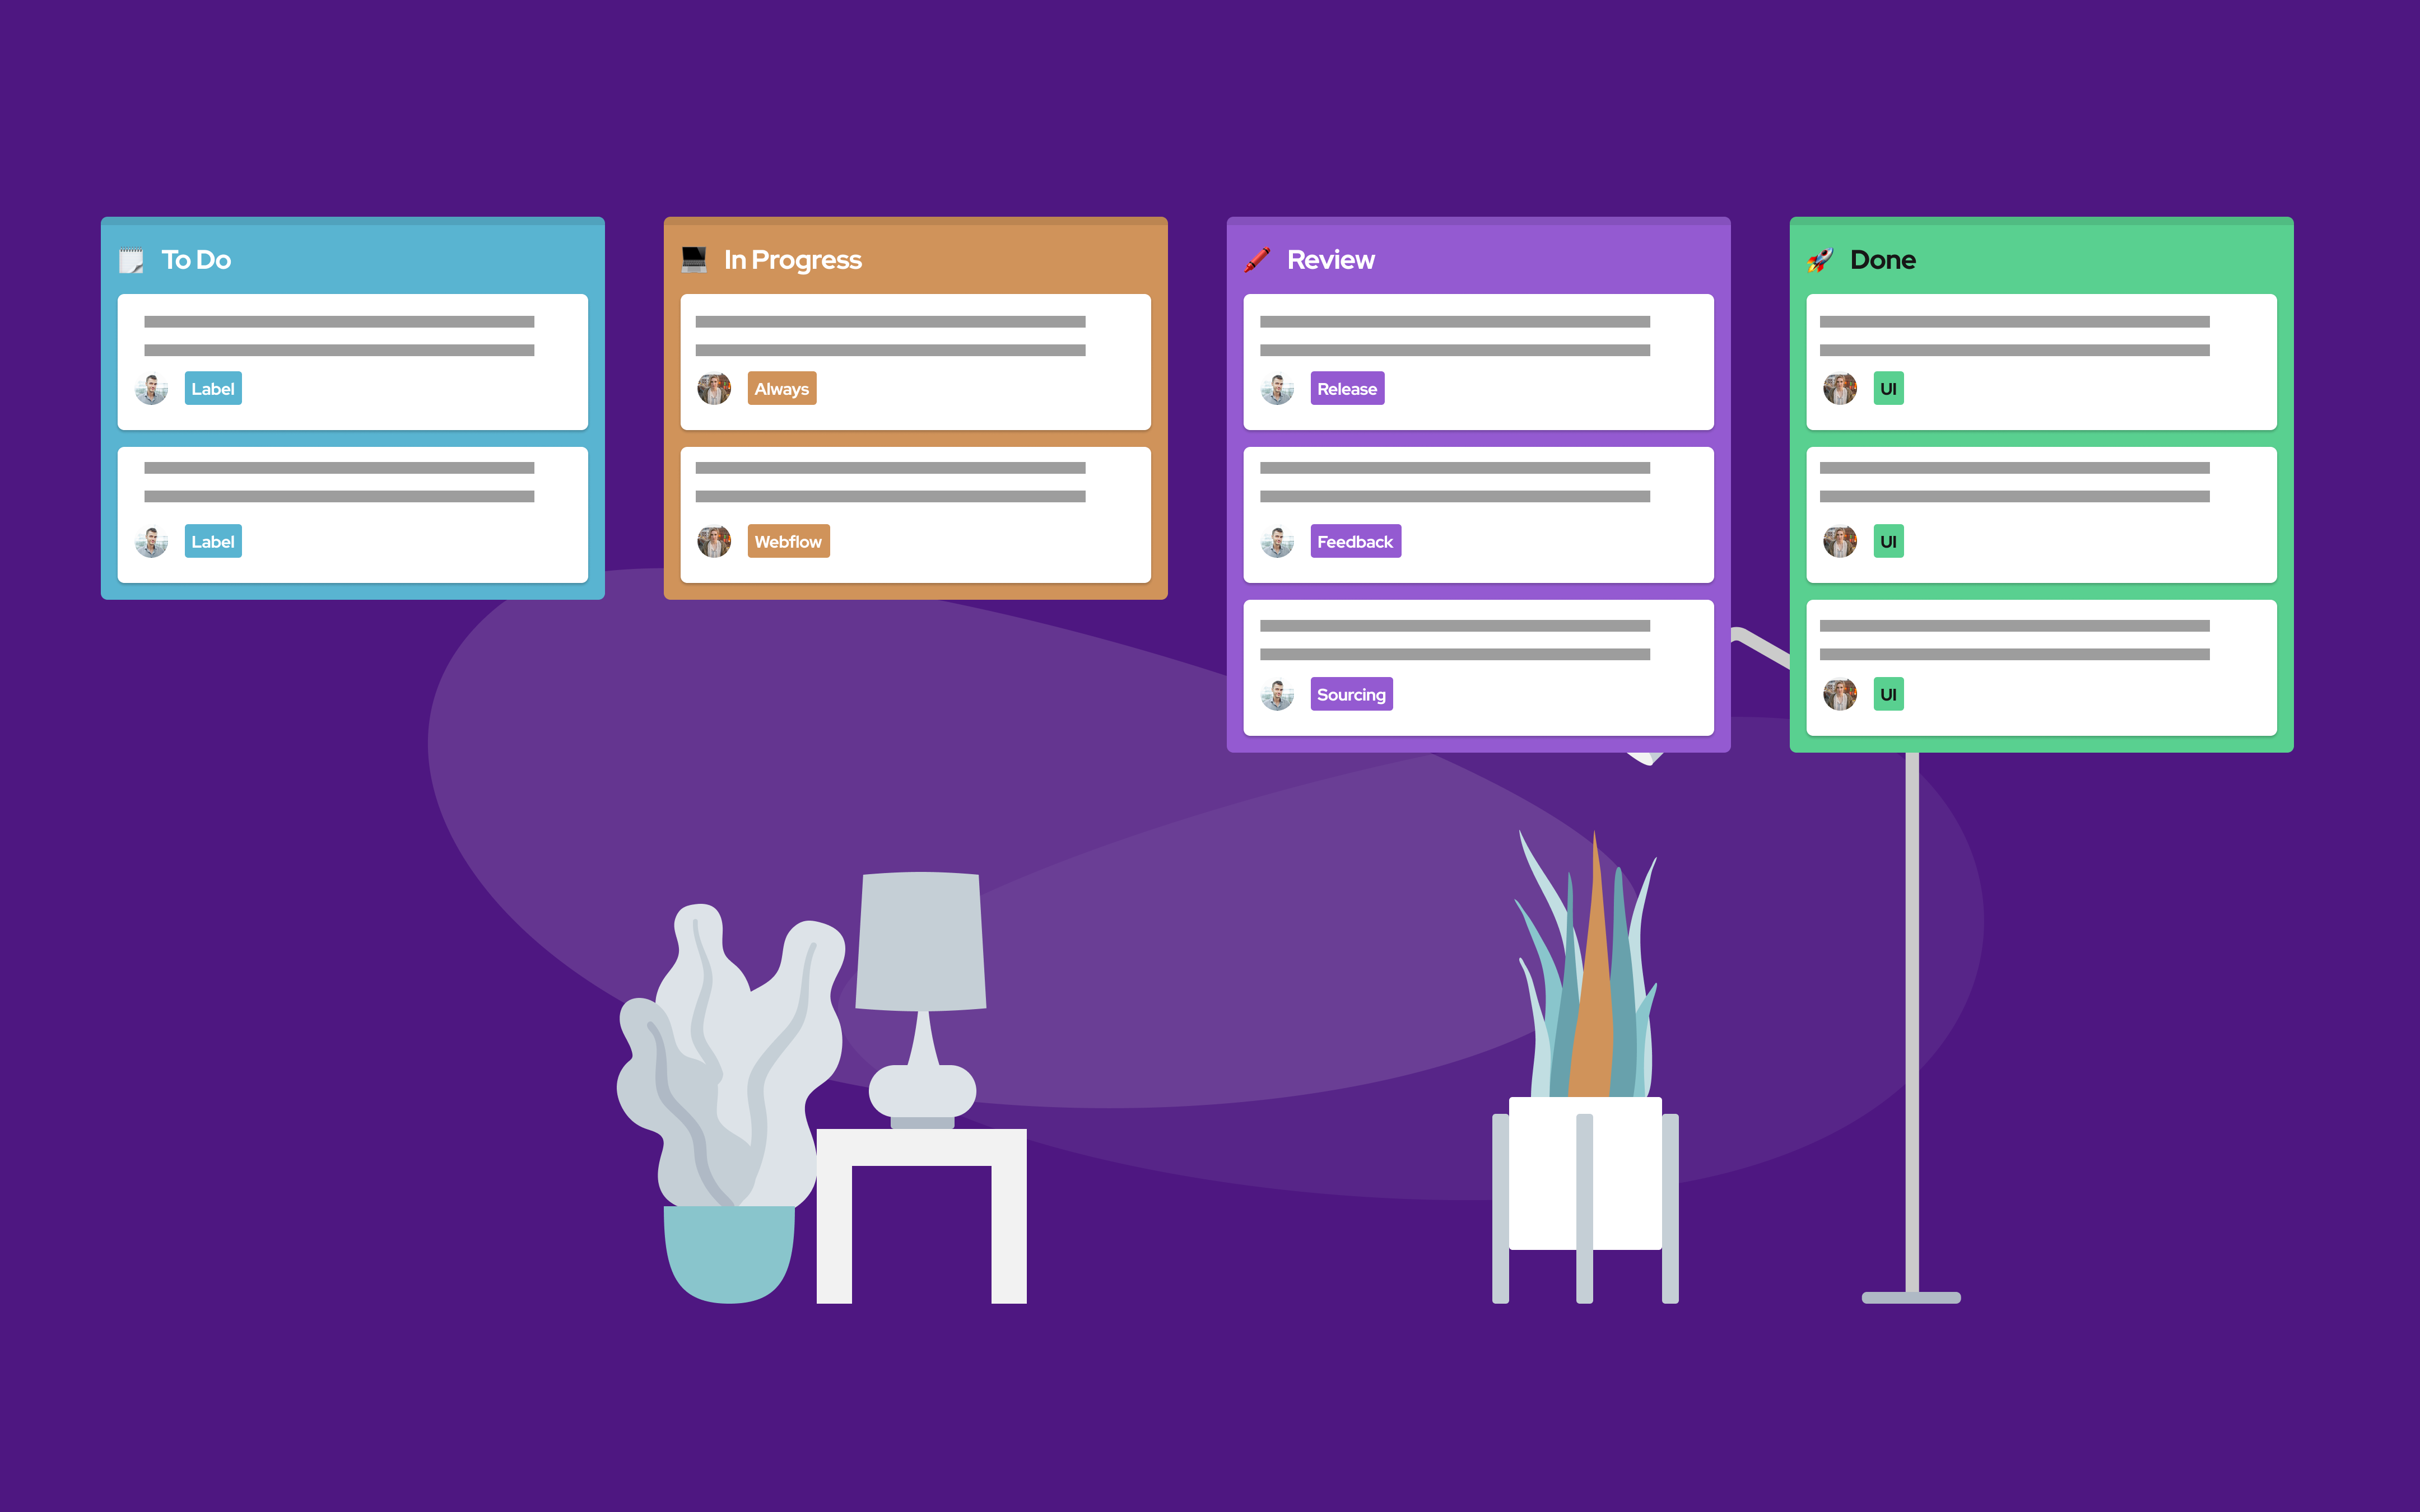 To Do
Label
Label
In Progress
Always
Webflow
Review
Release
Feedback
Sourcing
Done
UI
UI
UI